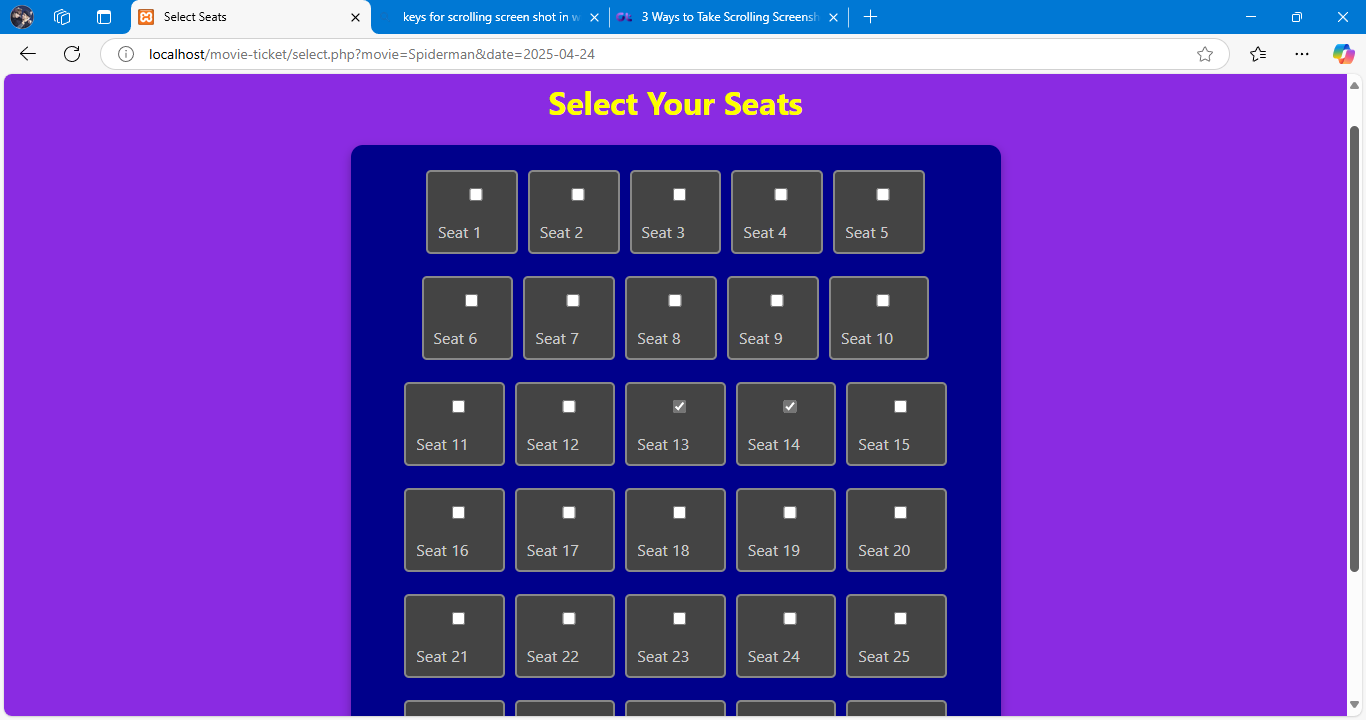 Select Seats
keys for scrolling screen shot in w
3 Ways to Take Scrolling Screensh
localhost/movie-ticket/select.php?movie=Spiderman&date=2025-04-24
Select Your Seats
Seat 1 Seat 2 Seat 3 Seat 4 Seat 5
Seat 6 Seat 7 Seat 8 Seat 9 Seat 10
Seat 11 Seat 12 Seat 13 Seat 14 Seat 15
Seat 16 Seat 17 Seat 18 Seat 19 Seat 20
Seat 21 Seat 22 Seat 23 Seat 24 Seat 25